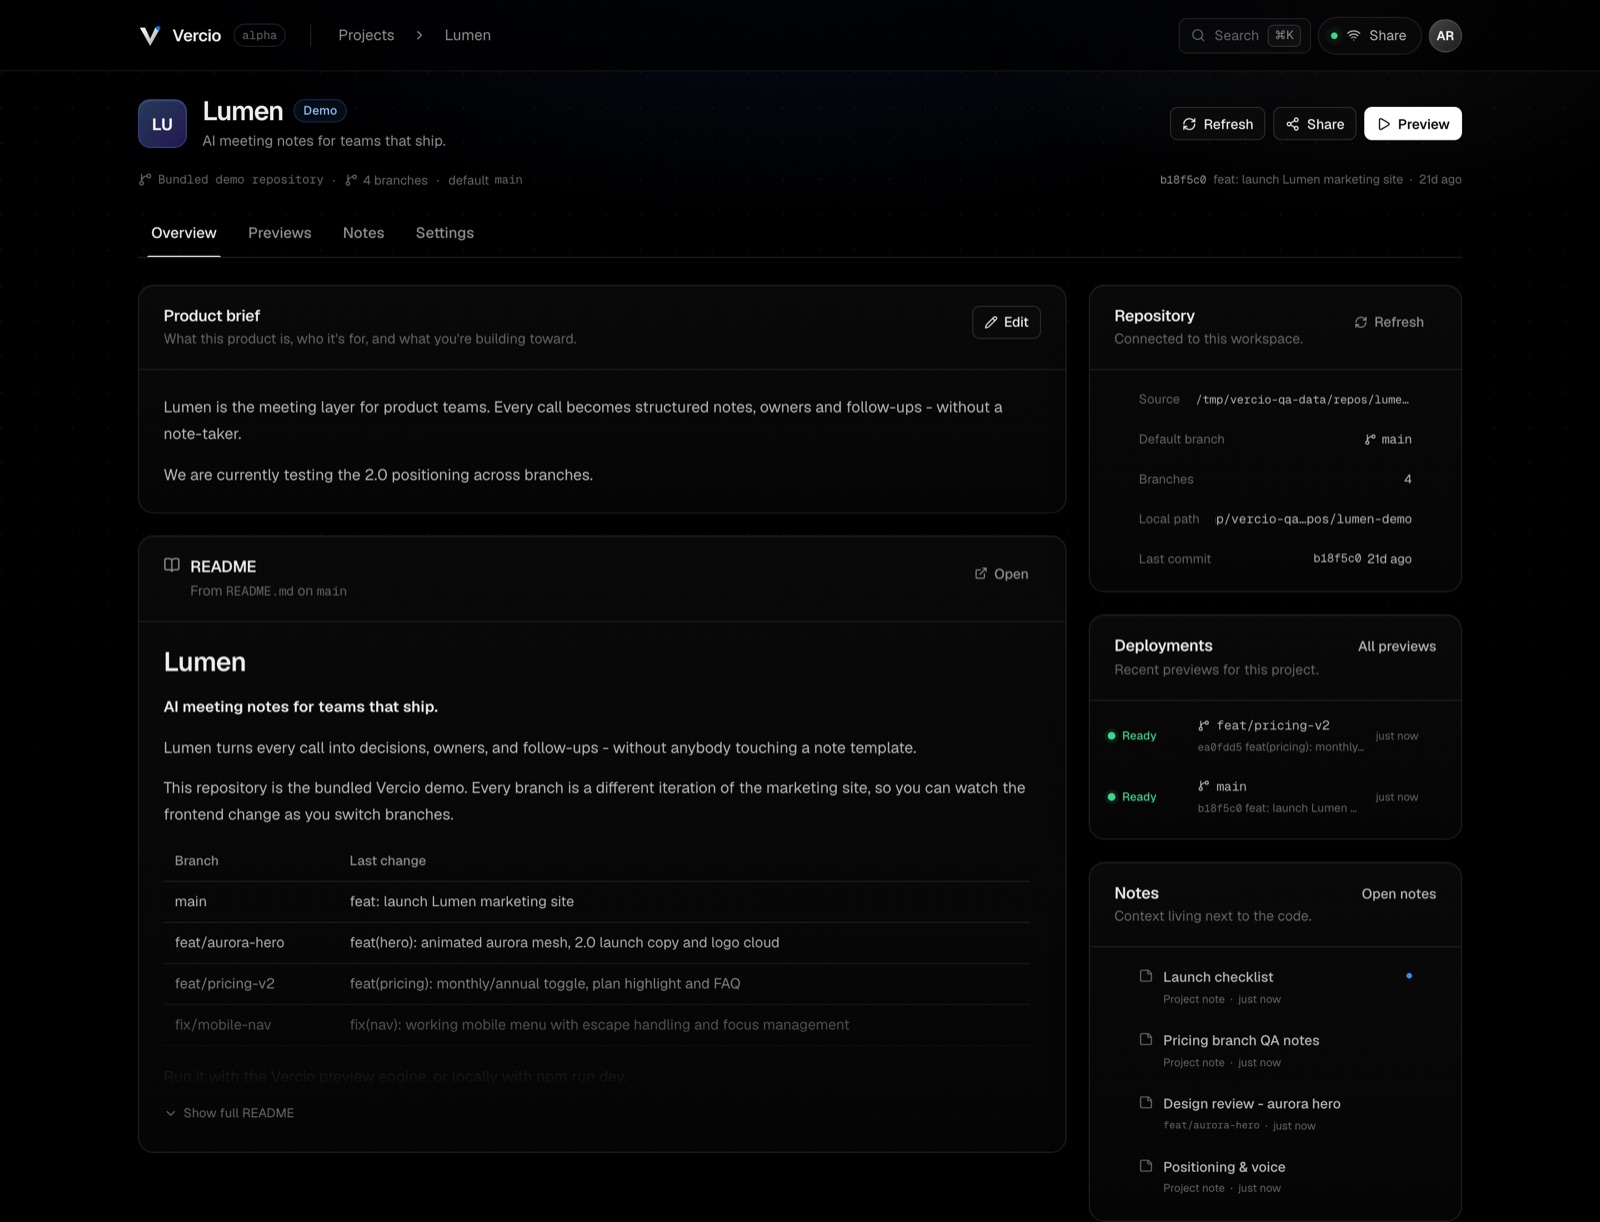 Vercio alpha Projects > Lumen Search ⌘K Share AR
LU
Lumen Demo
AI meeting notes for teams that ship.
Refresh Share Preview
Bundled demo repository · 4 branches · default main
b18f5c0 feat: launch Lumen marketing site · 21d ago
Overview Previews Notes Settings
Product brief
What this product is, who it's for, and what you're building toward.
Edit
Lumen is the meeting layer for product teams. Every call becomes structured notes, owners and follow-ups - without a
note-taker.
We are currently testing the 2.0 positioning across branches.
README
From README.md on main
Open
Lumen
AI meeting notes for teams that ship.
Lumen turns every call into decisions, owners, and follow-ups - without anybody touching a note template.
This repository is the bundled Vercio demo. Every branch is a different iteration of the marketing site, so you can watch the
frontend change as you switch branches.
Branch Last change
main feat: launch Lumen marketing site
feat/aurora-hero feat(hero): animated aurora mesh, 2.0 launch copy and logo cloud
feat/pricing-v2 feat(pricing): monthly/annual toggle, plan highlight and FAQ
fix/mobile-nav fix(nav): working mobile menu with escape handling and focus management
Run it with the Vercio preview engine, or locally with npm run dev.
Show full README
Repository
Connected to this workspace.
Refresh
Source /tmp/vercio-qa-data/repos/lume…
Default branch main
Branches 4
Local path p/vercio-qa…pos/lumen-demo
Last commit b18f5c0 21d ago
Deployments
Recent previews for this project.
All previews
Ready feat/pricing-v2 just now
ea0fdd5 feat(pricing): monthly…
Ready main just now
b18f5c0 feat: launch Lumen …
Notes
Context living next to the code.
Open notes
Launch checklist
Project note · just now
Pricing branch QA notes
Project note · just now
Design review - aurora hero
feat/aurora-hero · just now
Positioning & voice
Project note · just now